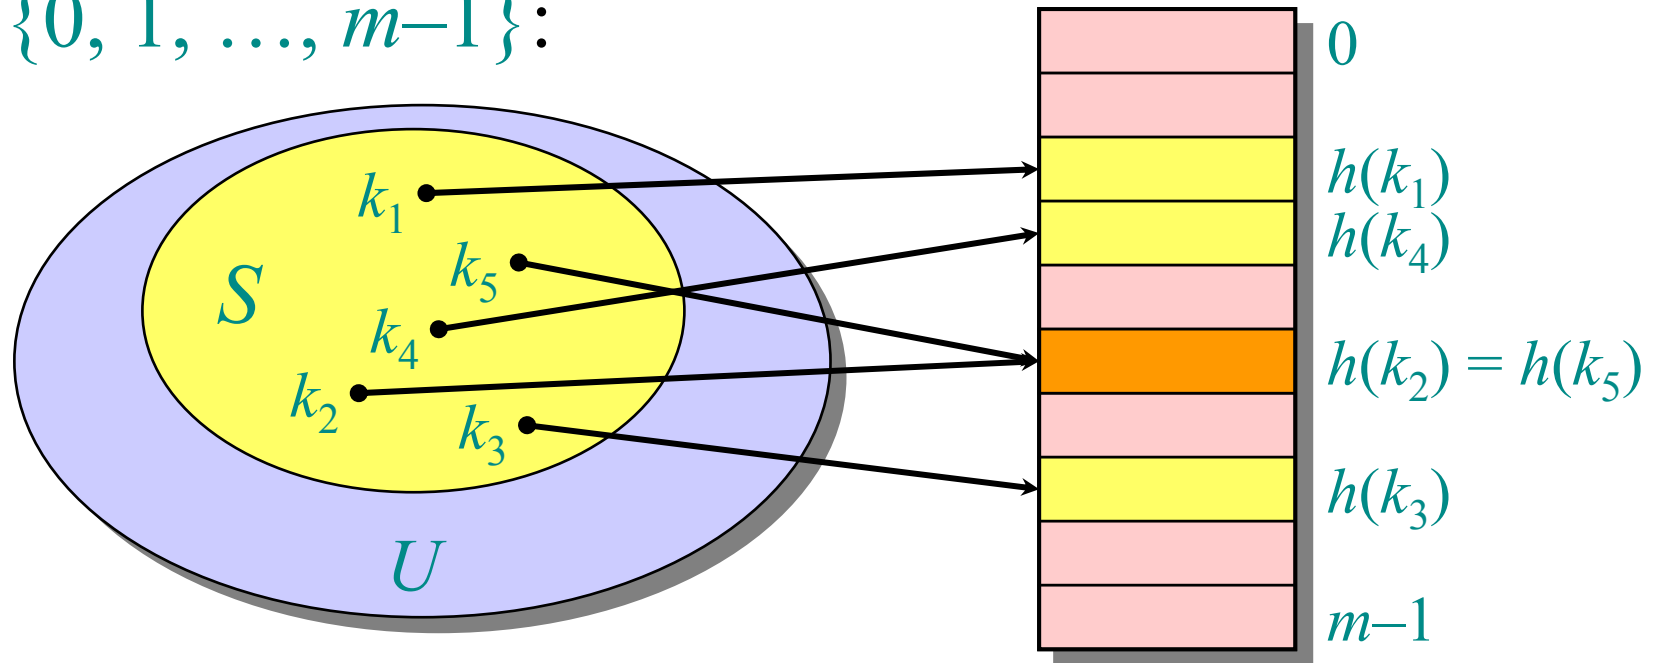 {0, 1, …, m–1}:
0
k₁
h(k₁)
k₅
h(k₄)
S
k₄
h(k₂) = h(k₅)
k₂
k₃
h(k₃)
U
m–1